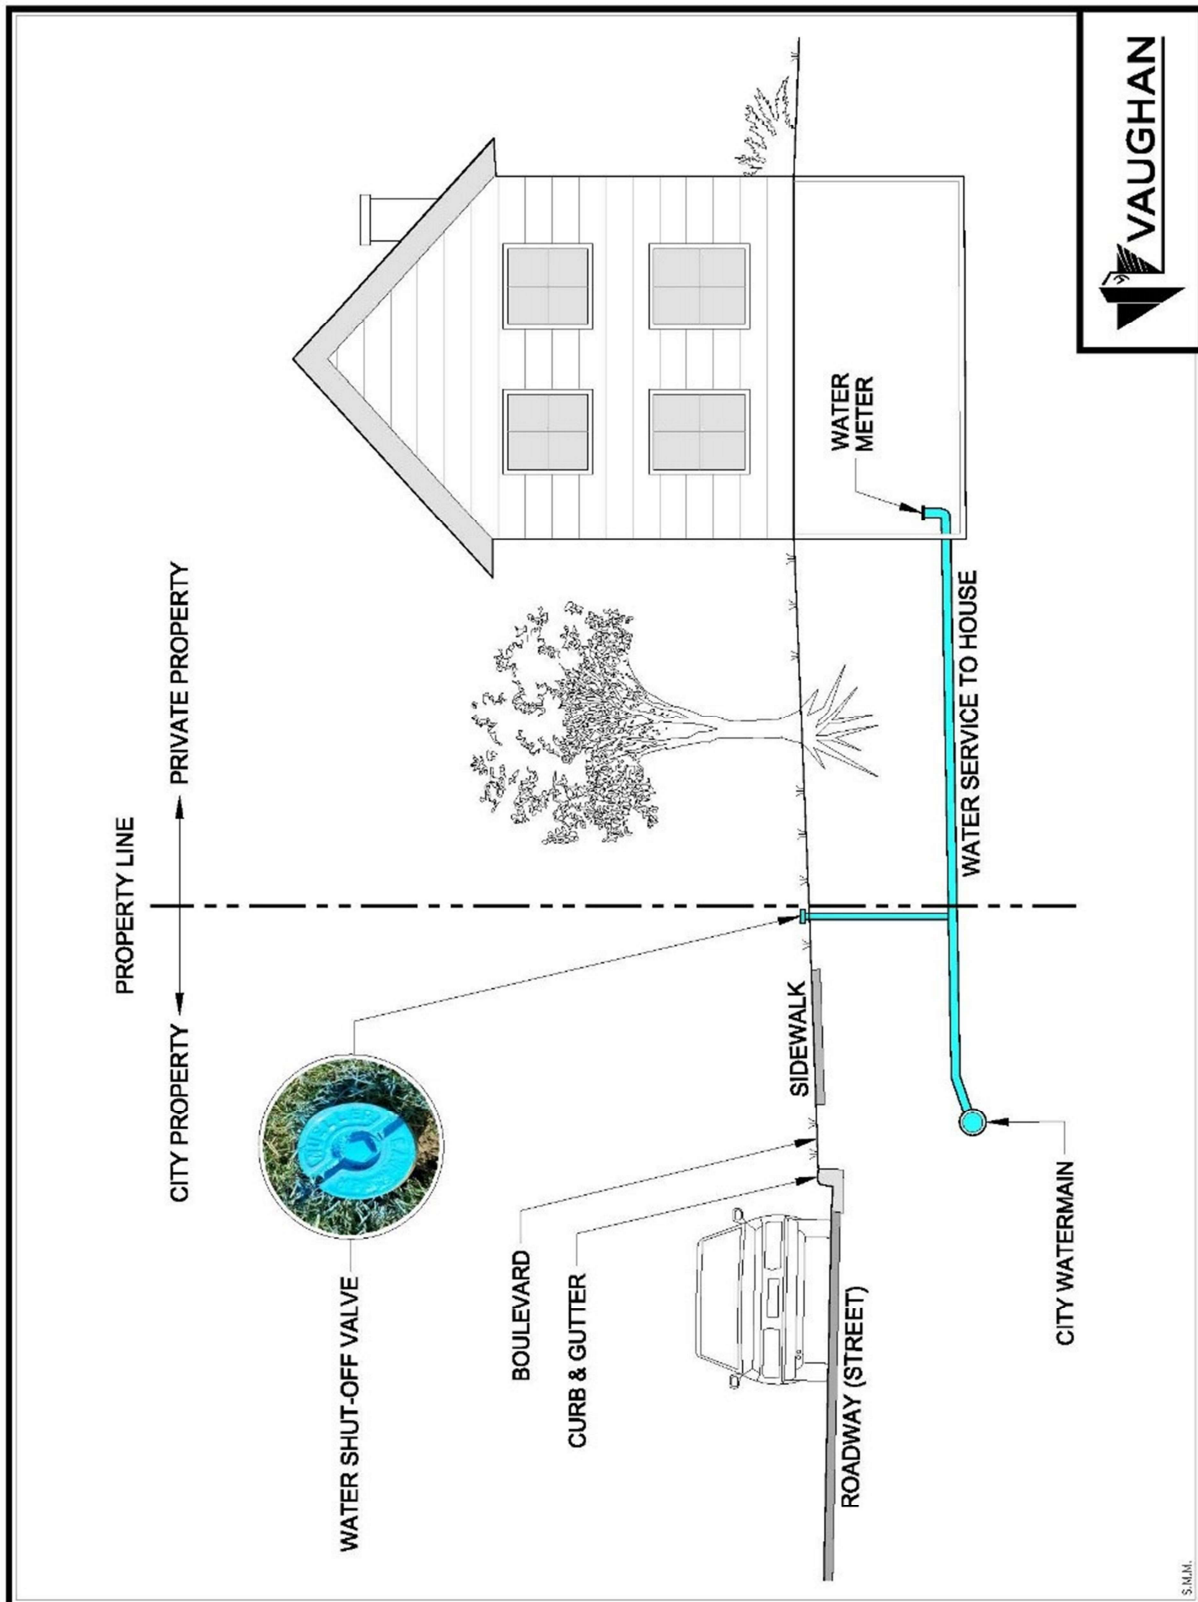 PROPERTY LINE
CITY PROPERTY
PRIVATE PROPERTY
WATER SHUT-OFF VALVE
MUELLER
BOULEVARD
CURB & GUTTER
SIDEWALK
ROADWAY (STREET)
WATER
METER
WATER SERVICE TO HOUSE
CITY WATERMAIN
VAUGHAN
S.M.M.